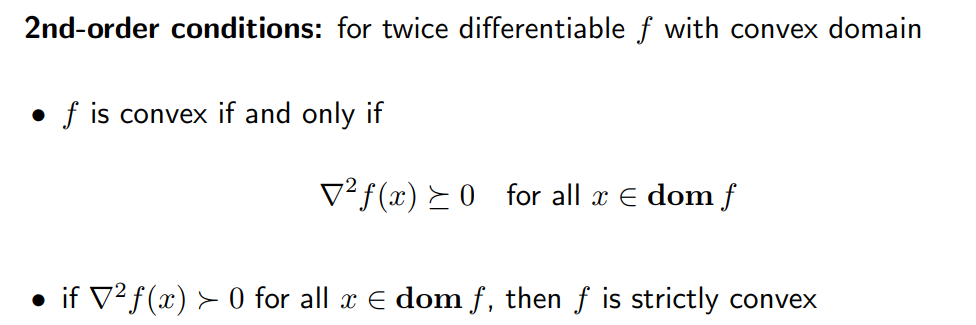 2nd-order conditions: for twice differentiable f with convex domain
• f is convex if and only if
∇²f(x) ⪰ 0 for all x ∈ dom f
• if ∇²f(x) ≻ 0 for all x ∈ dom f, then f is strictly convex